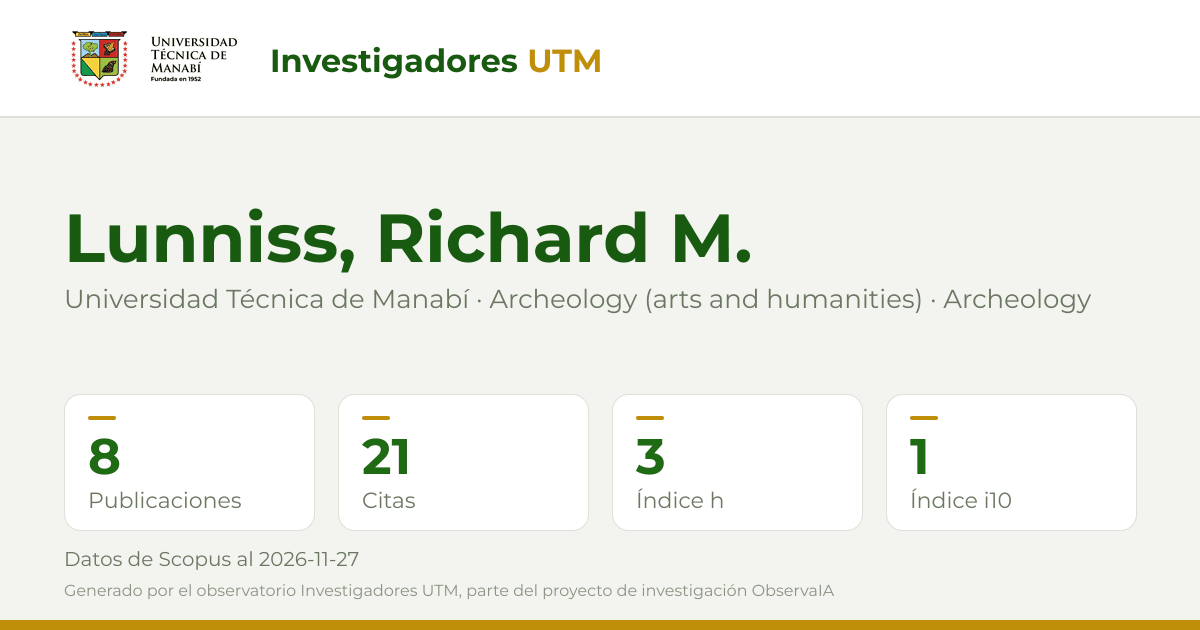 UNIVERSIDAD
TÉCNICA DE
MANABÍ
Fundada en 1952
Investigadores UTM
Lunniss, Richard M.
Universidad Técnica de Manabí · Archeology (arts and humanities) · Archeology
8
Publicaciones
21
Citas
3
Índice h
1
Índice i10
Datos de Scopus al 2026-11-27
Generado por el observatorio Investigadores UTM, parte del proyecto de investigación ObservaIA